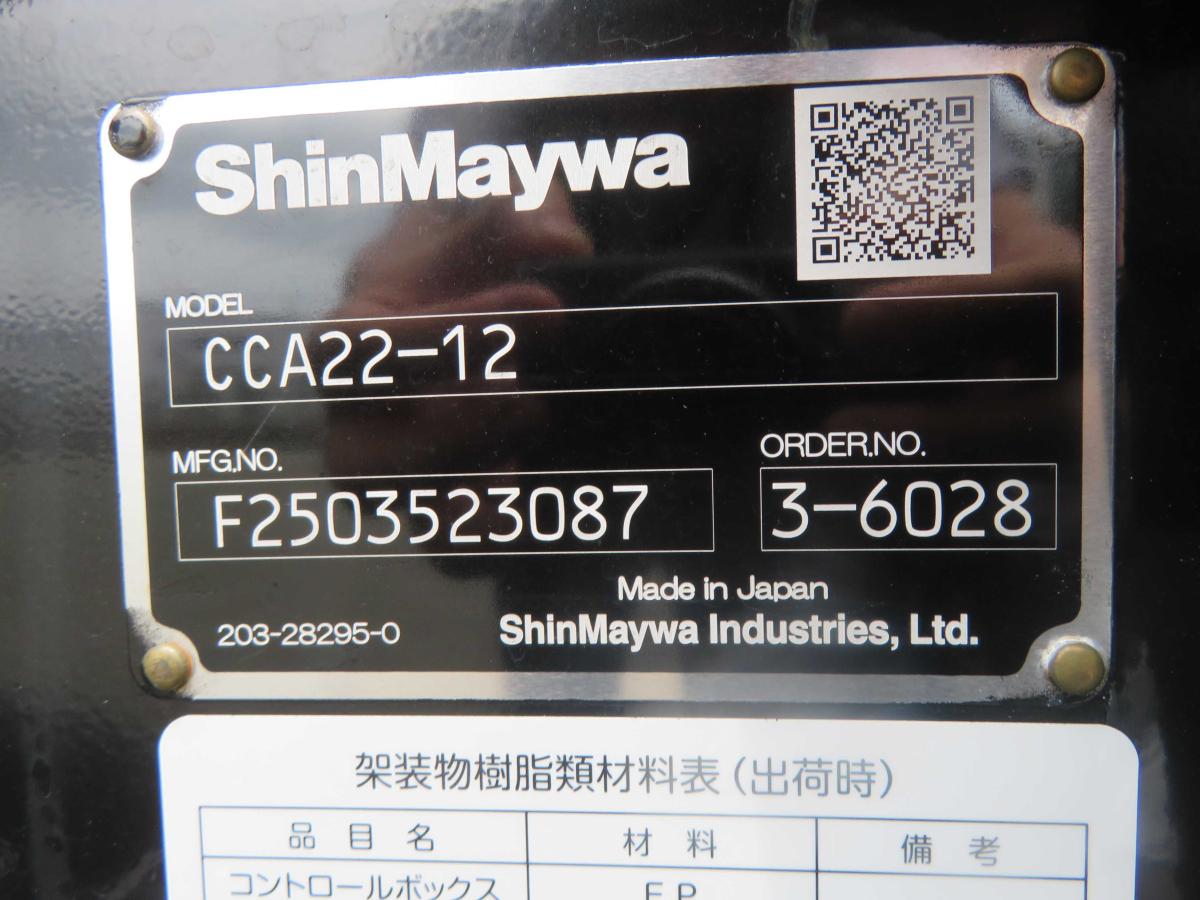 ShinMaywa
MODEL
CCA22-12
MFG.NO.
ORDER.NO.
F2503523087
3-6028
Made in Japan
203-28295-0
ShinMaywa Industries, Ltd.
架装物樹脂類材料表(出荷時)
品目名 材料 備考
コントロールボックス EP